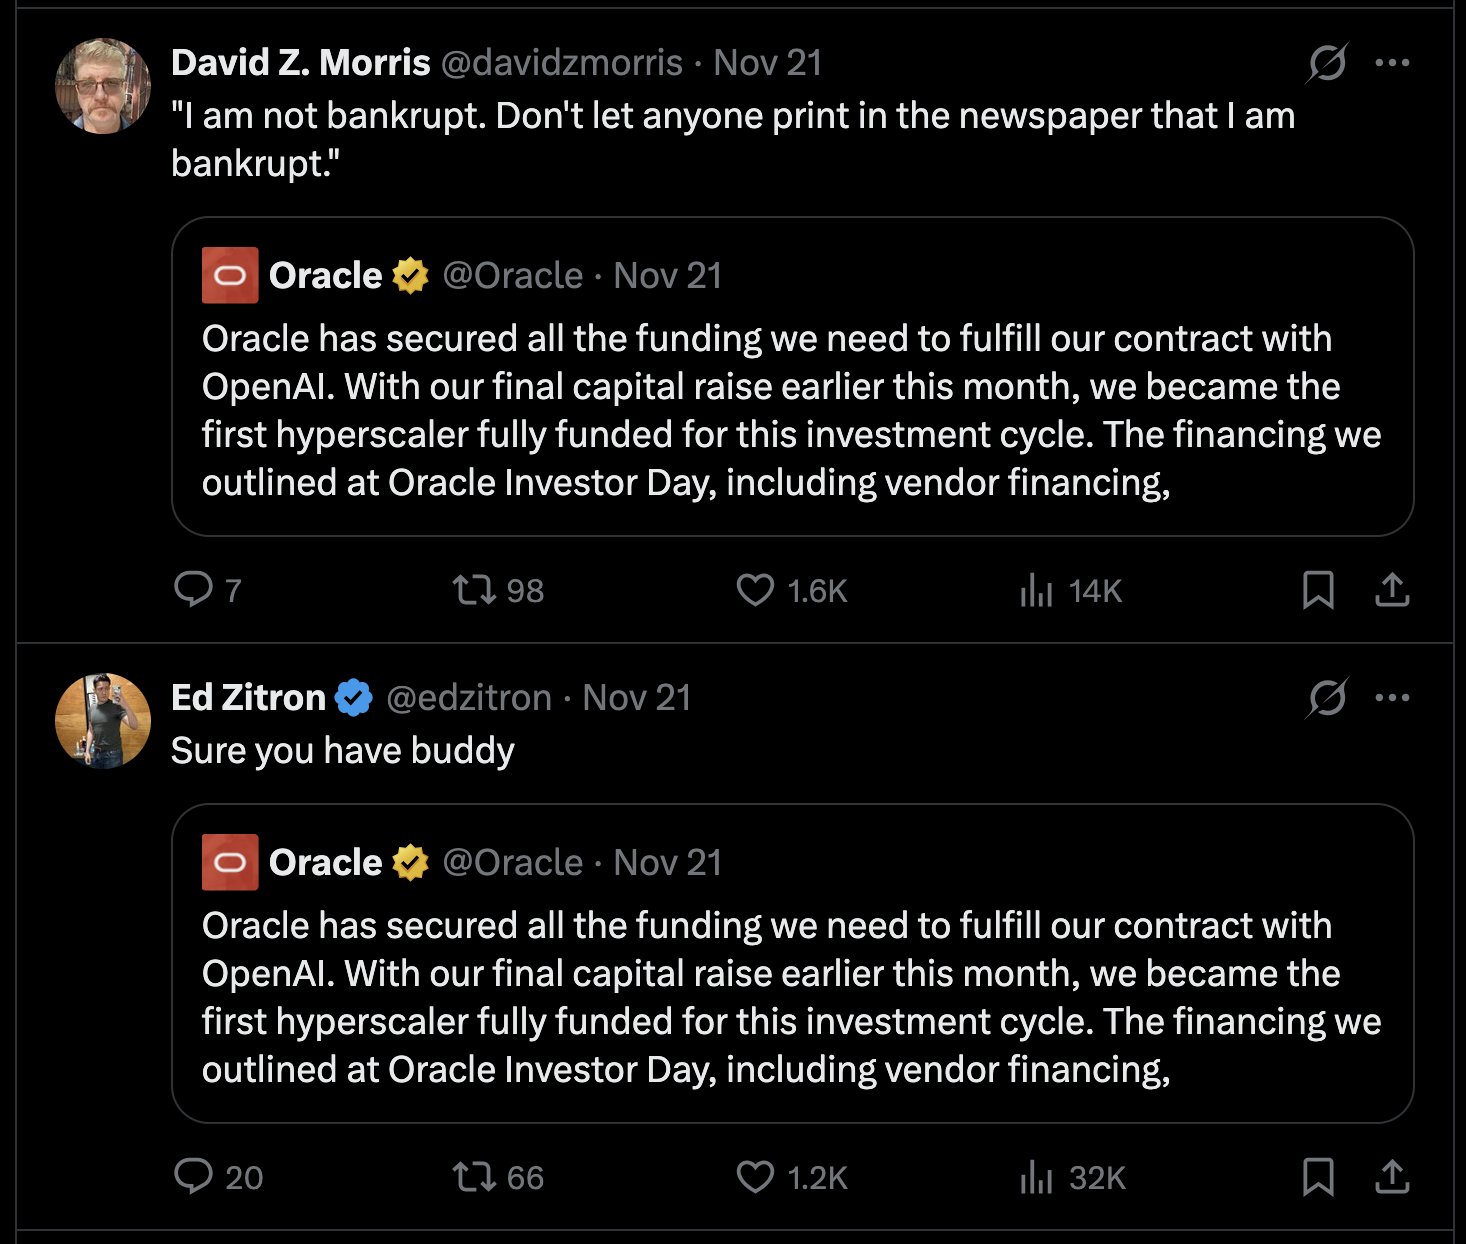 David Z. Morris @davidzmorris · Nov 21
"I am not bankrupt. Don't let anyone print in the newspaper that I am
bankrupt."
Oracle @Oracle · Nov 21
Oracle has secured all the funding we need to fulfill our contract with
OpenAI. With our final capital raise earlier this month, we became the
first hyperscaler fully funded for this investment cycle. The financing we
outlined at Oracle Investor Day, including vendor financing,
7 98 1.6K 14K
Ed Zitron @edzitron · Nov 21
Sure you have buddy
Oracle @Oracle · Nov 21
Oracle has secured all the funding we need to fulfill our contract with
OpenAI. With our final capital raise earlier this month, we became the
first hyperscaler fully funded for this investment cycle. The financing we
outlined at Oracle Investor Day, including vendor financing,
20 66 1.2K 32K